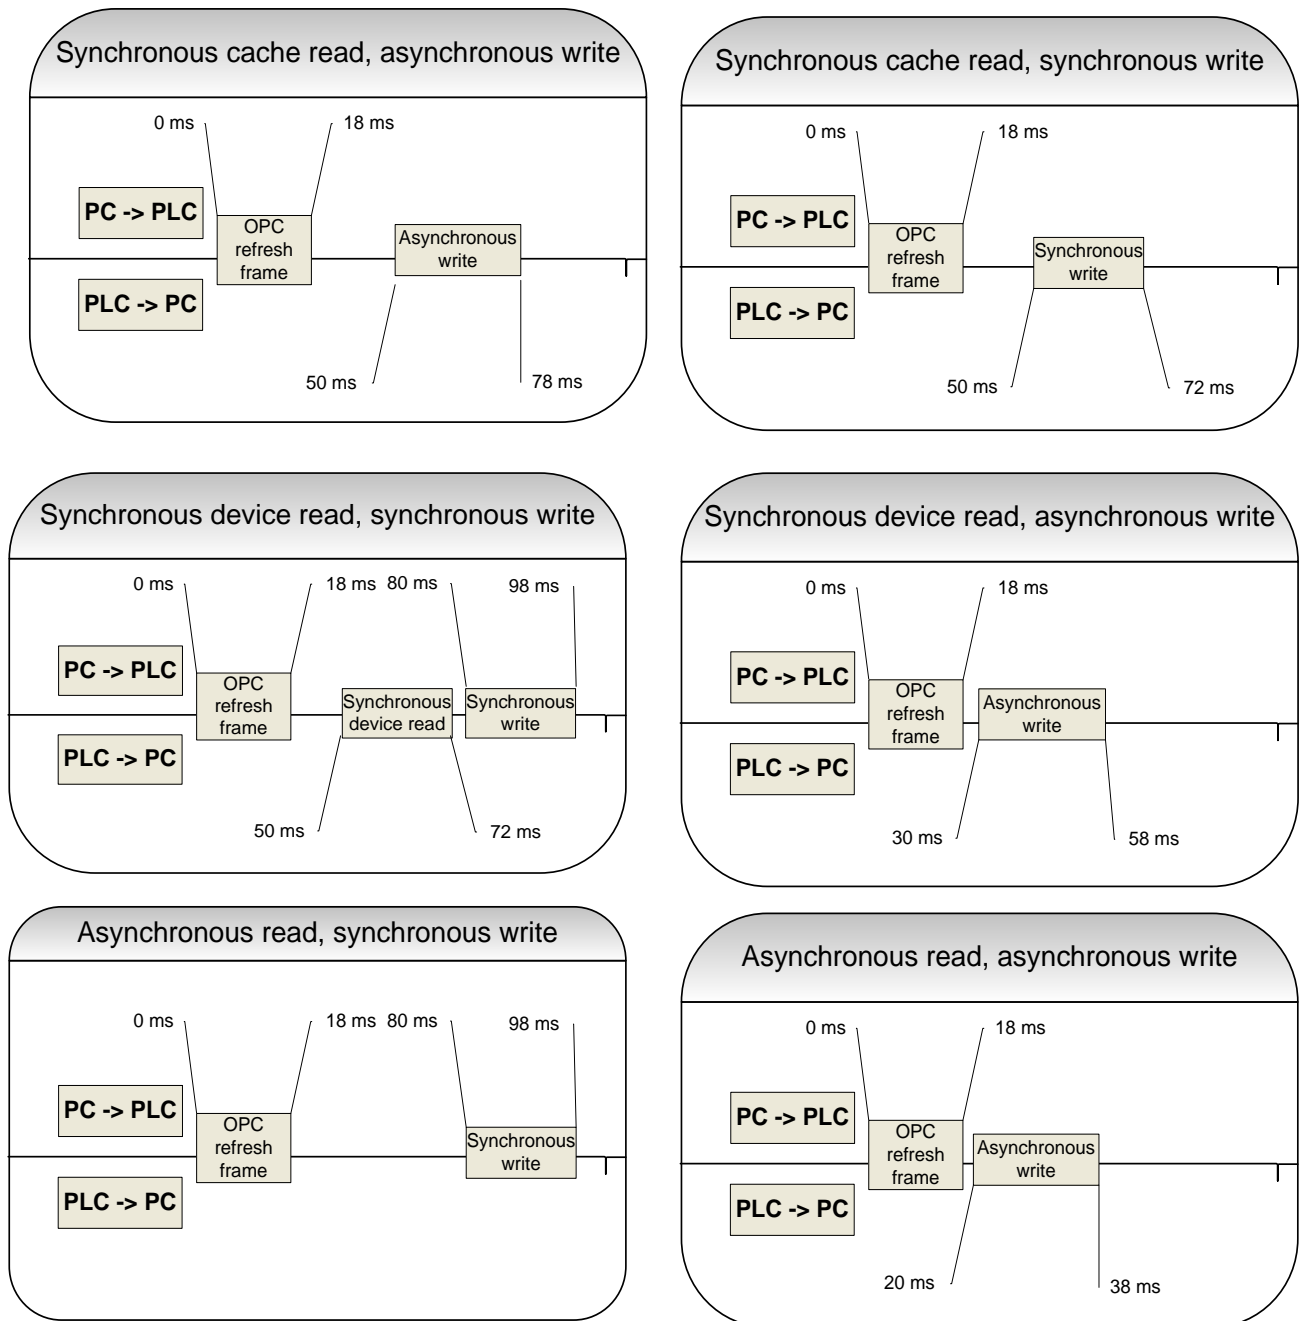 Synchronous cache read, asynchronous write
0 ms
18 ms
PC -> PLC
OPC
refresh
frame
Asynchronous
write
PLC -> PC
50 ms
78 ms
Synchronous cache read, synchronous write
0 ms
18 ms
PC -> PLC
OPC
refresh
frame
Synchronous
write
PLC -> PC
50 ms
72 ms
Synchronous device read, synchronous write
0 ms
18 ms
80 ms
98 ms
PC -> PLC
OPC
refresh
frame
Synchronous
device read
Synchronous
write
PLC -> PC
50 ms
72 ms
Synchronous device read, asynchronous write
0 ms
18 ms
PC -> PLC
OPC
refresh
frame
Asynchronous
write
PLC -> PC
30 ms
58 ms
Asynchronous read, synchronous write
0 ms
18 ms
80 ms
98 ms
PC -> PLC
OPC
refresh
frame
Synchronous
write
PLC -> PC
Asynchronous read, asynchronous write
0 ms
18 ms
PC -> PLC
OPC
refresh
frame
Asynchronous
write
PLC -> PC
20 ms
38 ms